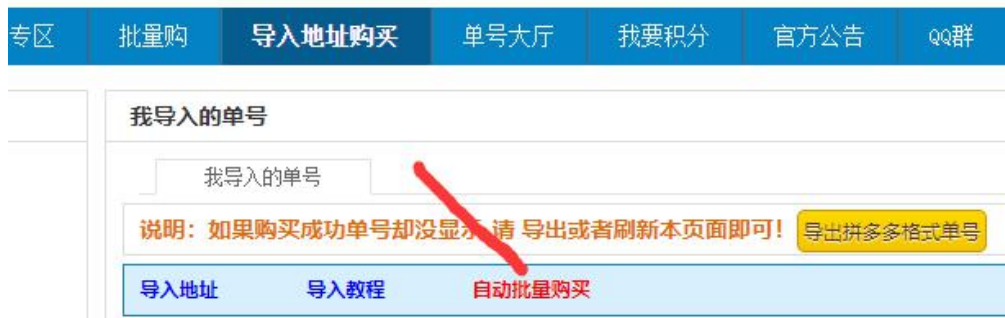 专区 批量购 导入地址购买 单号大厅 我要积分 官方公告 QQ群
我导入的单号
我导入的单号
说明：如果购买成功单号却没显示 请 导出或者刷新本页面即可！ 导出拼多多格式单号
导入地址 导入教程 自动批量购买